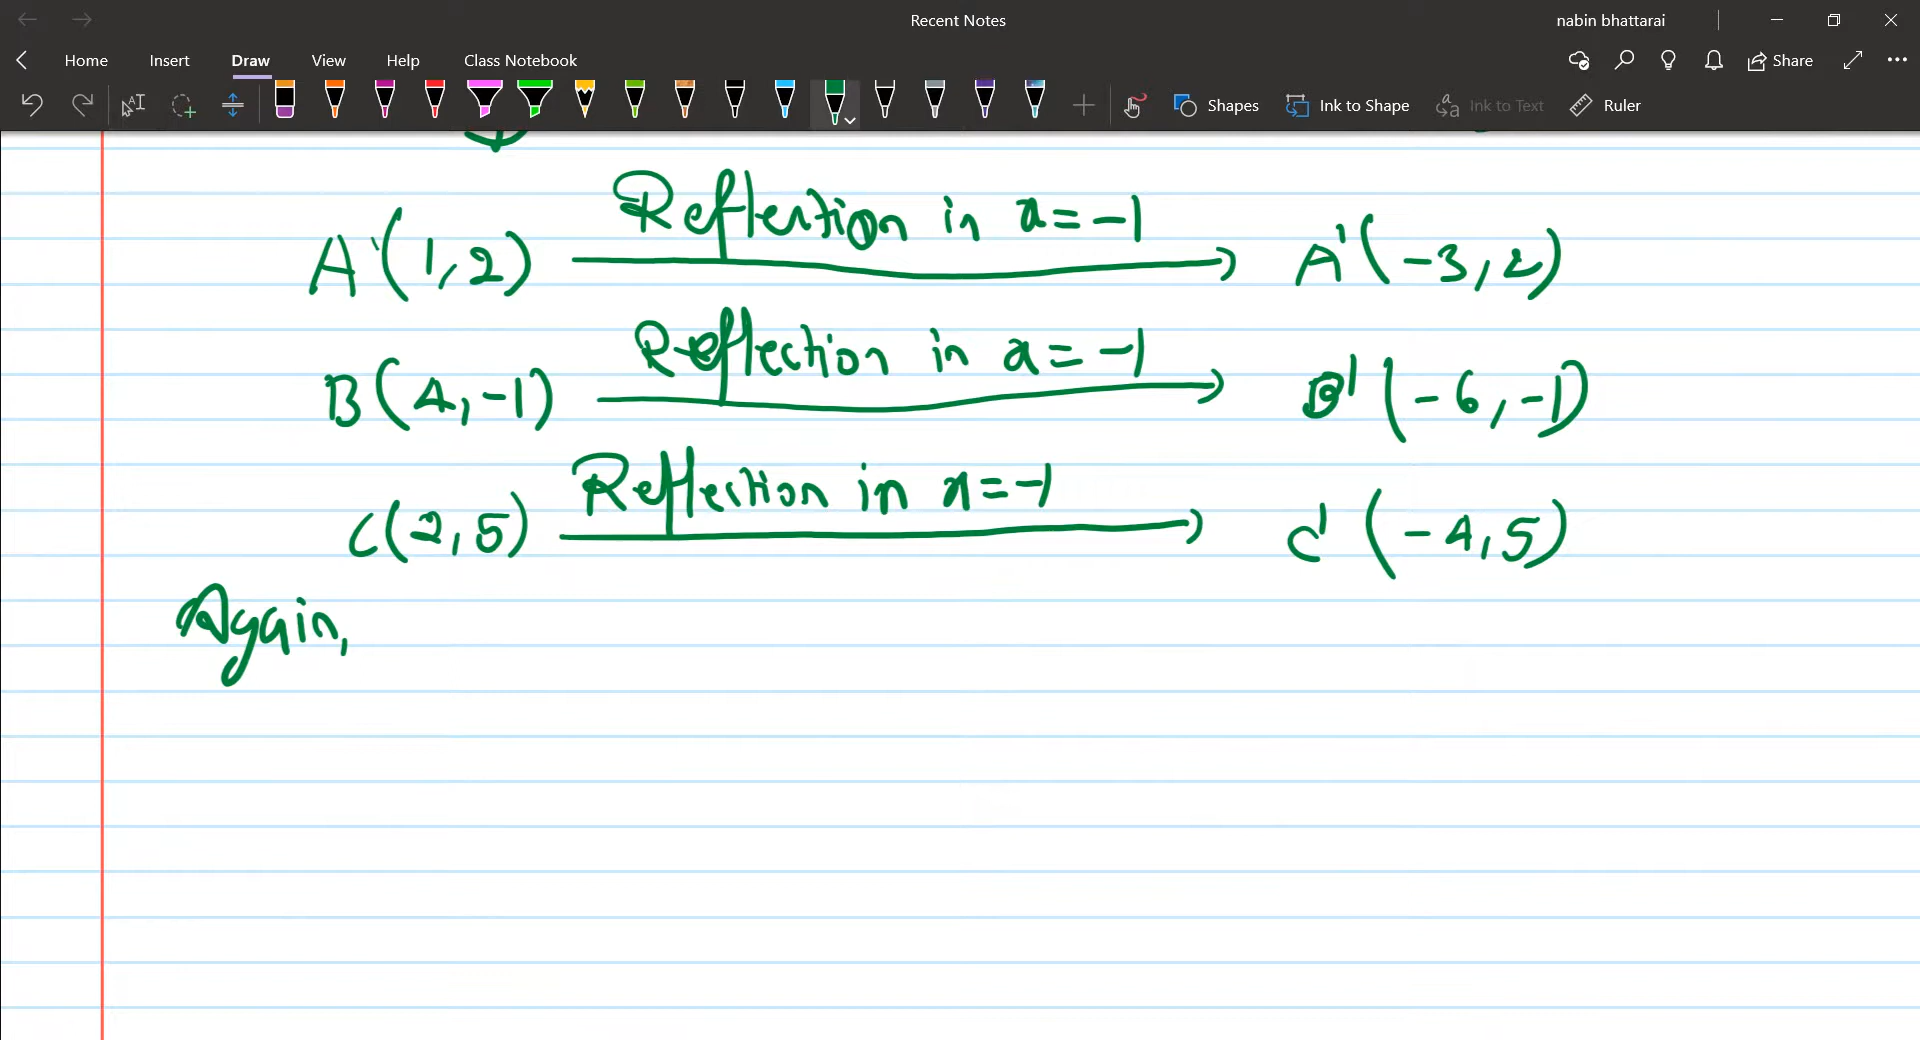 Recent Notes
nabin bhattarai
Home Insert Draw View Help Class Notebook
Share
Shapes Ink to Shape Ink to Text Ruler
Reflection in x=-1
A'(1,2) A'(-3,2)
Reflection in x=-1
B(4,-1) B'(-6,-1)
Reflection in x=-1
C(2,5) C'(-4,5)
Again,